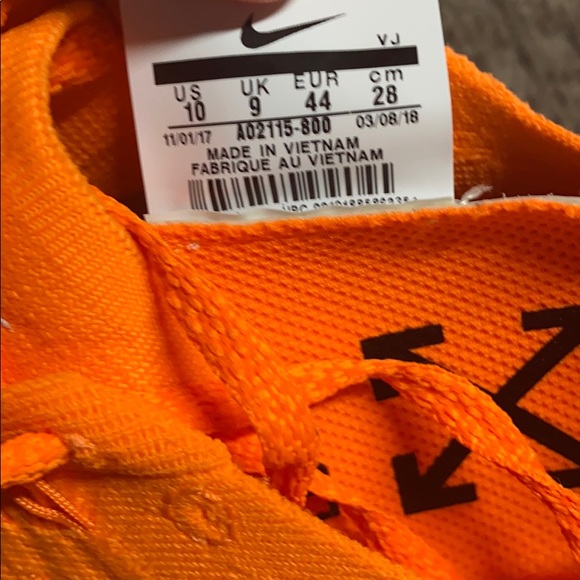 VJ
US UK EUR cm
10 9 44 28
11/01/17 AO2115-800 03/08/18
MADE IN VIETNAM
FABRIQUE AU VIETNAM